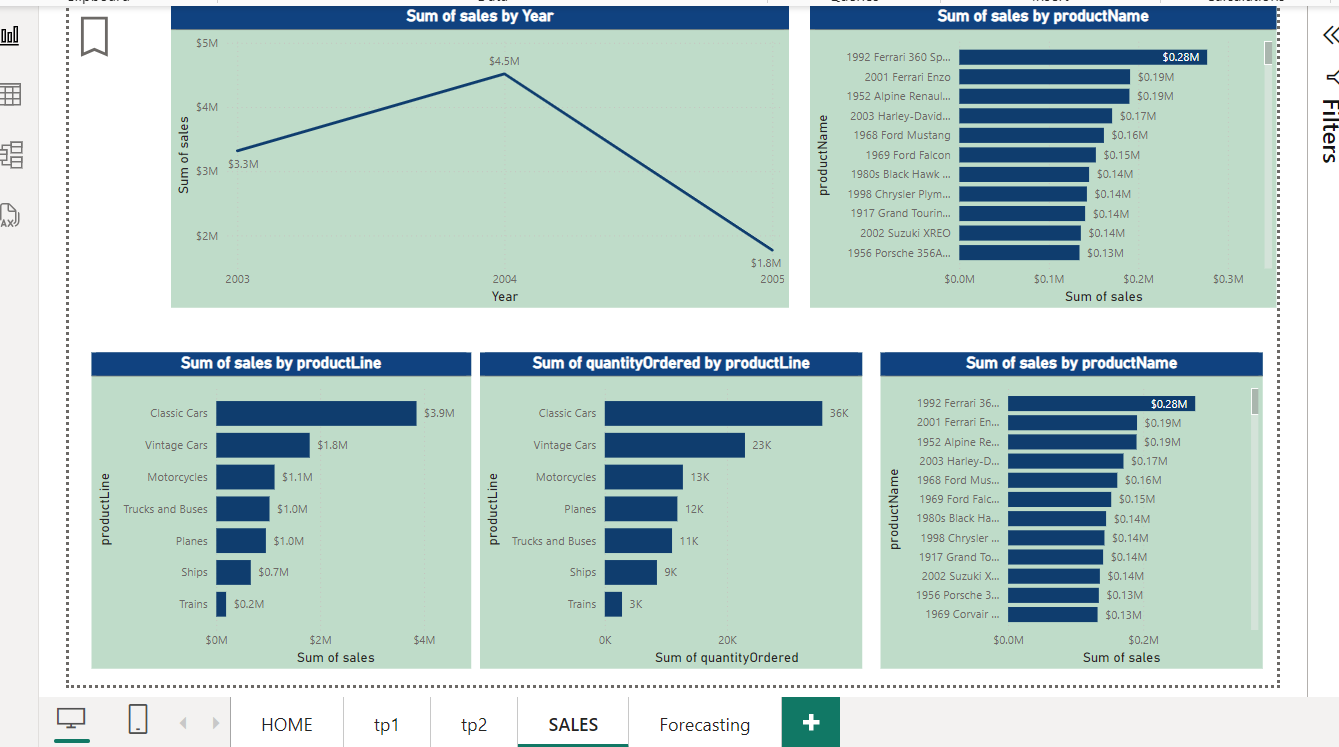 Sum of sales by Year
Sum of sales
$5M
$4M
$3M
$2M
$3.3M
$4.5M
$1.8M
2003
2004
2005
Year
Sum of sales by productName
productName
1992 Ferrari 360 Sp... $0.28M
2001 Ferrari Enzo $0.19M
1952 Alpine Renaul... $0.19M
2003 Harley-David... $0.17M
1968 Ford Mustang $0.16M
1969 Ford Falcon $0.15M
1980s Black Hawk ... $0.14M
1998 Chrysler Plym... $0.14M
1917 Grand Tourin... $0.14M
2002 Suzuki XREO $0.14M
1956 Porsche 356A... $0.13M
$0.0M $0.1M $0.2M $0.3M
Sum of sales
Filters
Sum of sales by productLine
productLine
Classic Cars $3.9M
Vintage Cars $1.8M
Motorcycles $1.1M
Trucks and Buses $1.0M
Planes $1.0M
Ships $0.7M
Trains $0.2M
$0M $2M $4M
Sum of sales
Sum of quantityOrdered by productLine
productLine
Classic Cars 36K
Vintage Cars 23K
Motorcycles 13K
Planes 12K
Trucks and Buses 11K
Ships 9K
Trains 3K
0K 20K
Sum of quantityOrdered
Sum of sales by productName
productName
1992 Ferrari 36... $0.28M
2001 Ferrari En... $0.19M
1952 Alpine Re... $0.19M
2003 Harley-D... $0.17M
1968 Ford Mus... $0.16M
1969 Ford Falc... $0.15M
1980s Black Ha... $0.14M
1998 Chrysler ... $0.14M
1917 Grand To... $0.14M
2002 Suzuki X... $0.14M
1956 Porsche 3... $0.13M
1969 Corvair ... $0.13M
$0.0M $0.2M
Sum of sales
HOME
tp1
tp2
SALES
Forecasting
+